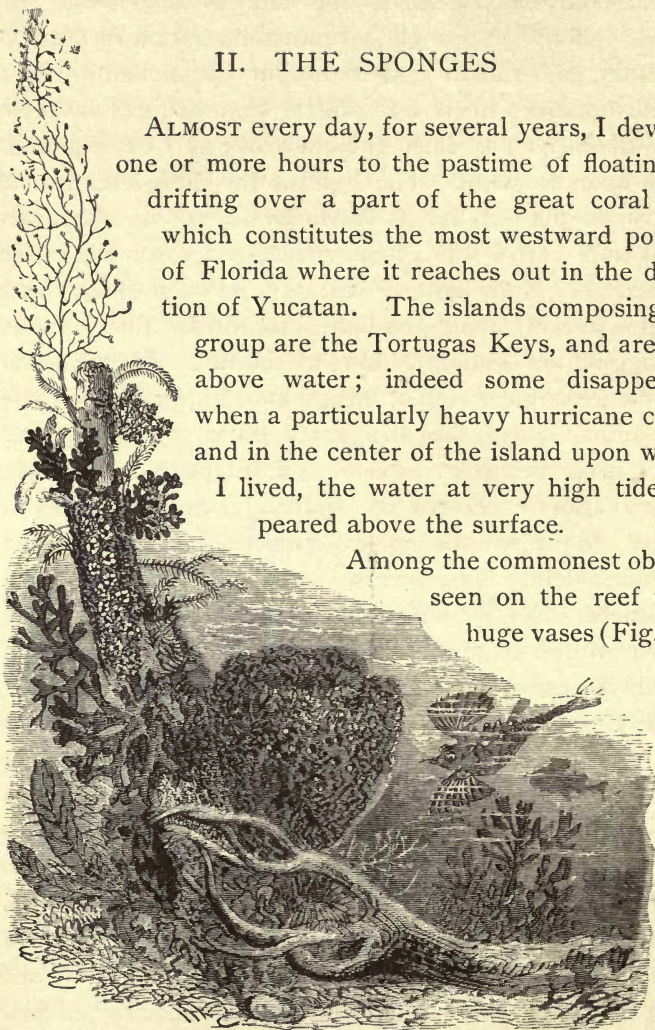 II. THE SPONGES
ALMOST every day, for several years, I dev
one or more hours to the pastime of floatin
drifting over a part of the great coral
which constitutes the most westward po
of Florida where it reaches out in the d
tion of Yucatan. The islands composing
group are the Tortugas Keys, and are
above water; indeed some disappe
when a particularly heavy hurricane c
and in the center of the island upon w
I lived, the water at very high tide
peared above the surface.
Among the commonest ob
seen on the reef
huge vases (Fig.